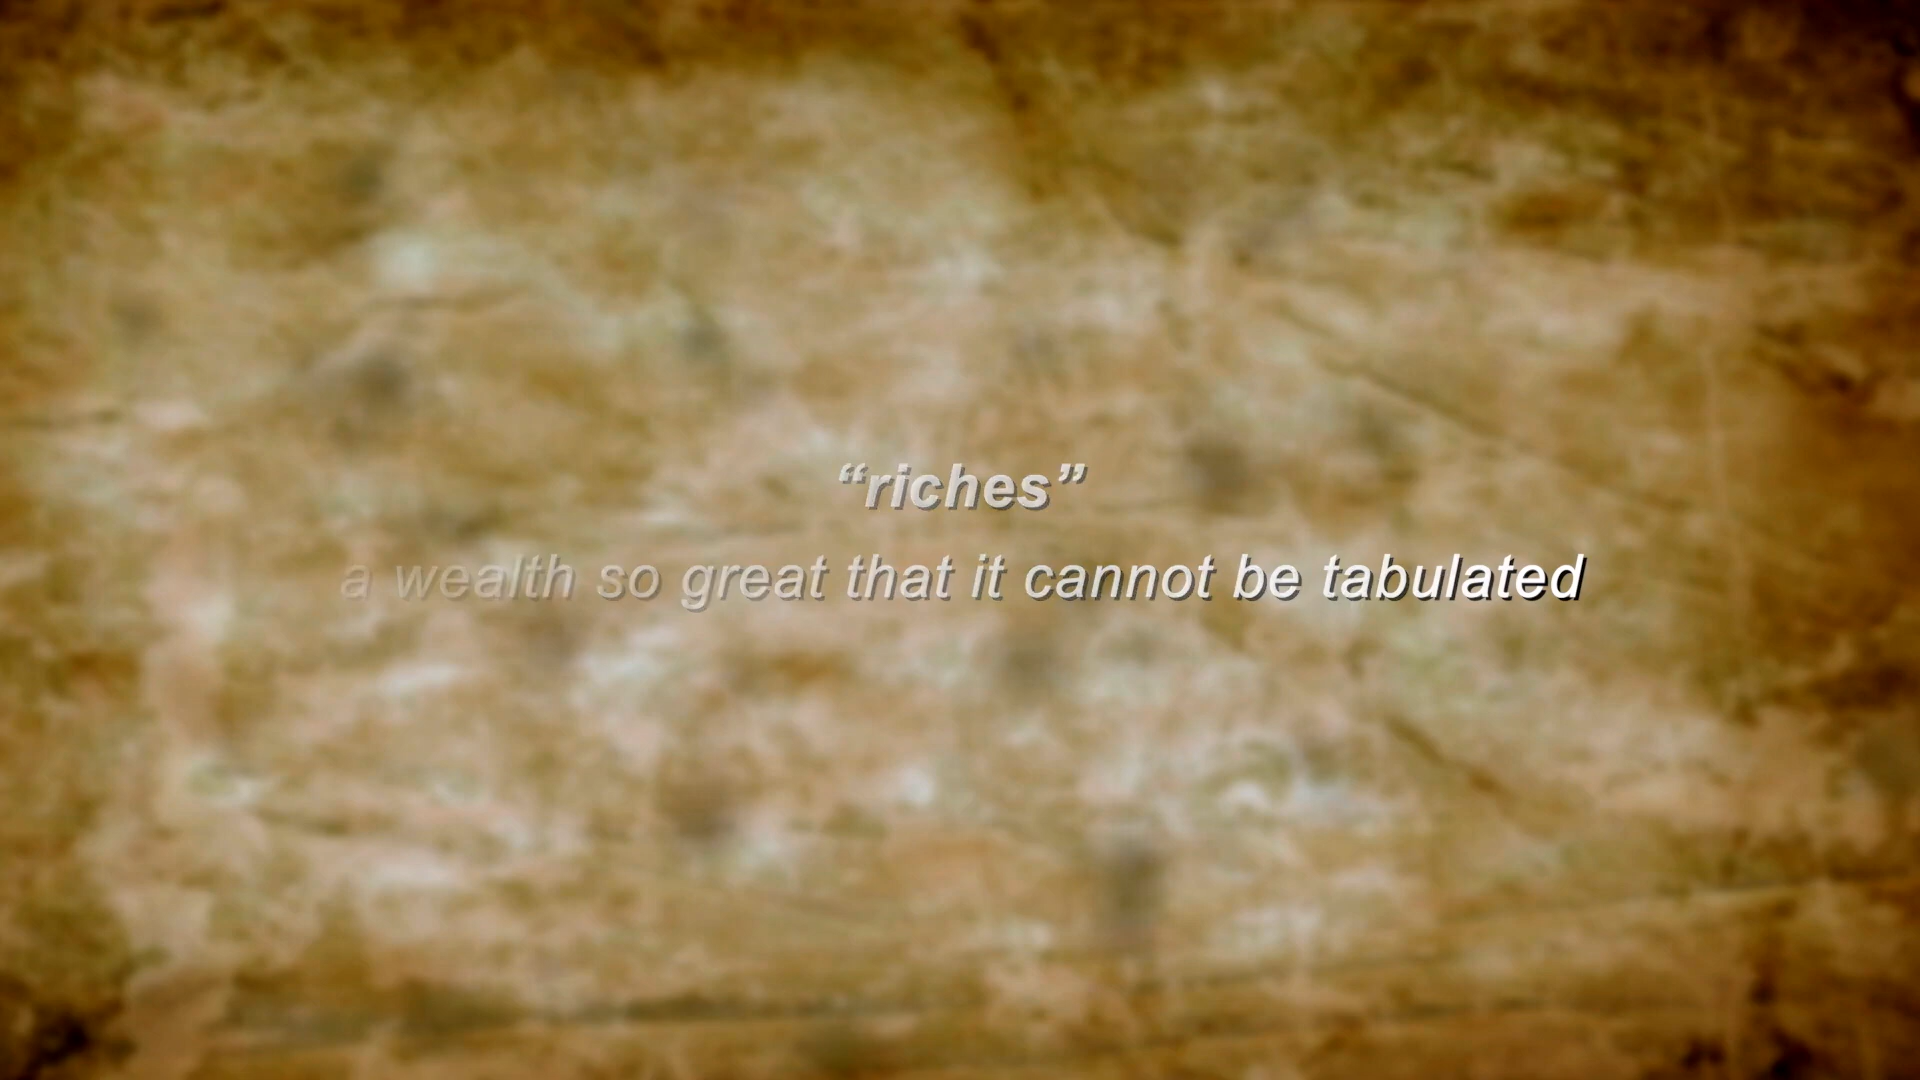 “riches”
a wealth so great that it cannot be tabulated